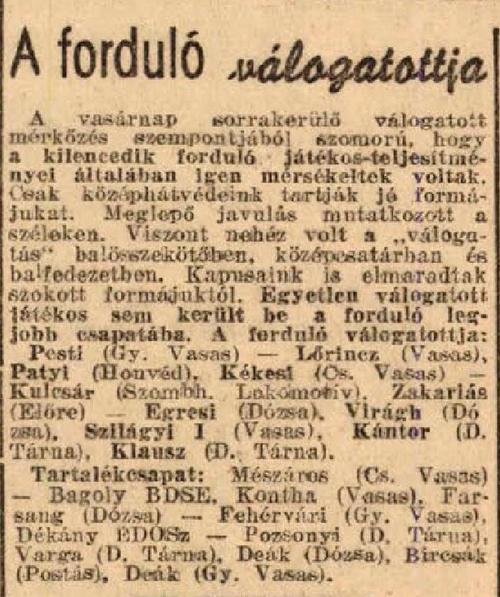 A forduló válogatottja
A vasárnap sorrakerülő válogatott
mérkőzés szempontjából szomorú, hogy
a kilencedik forduló játékos-teljesítmé-
nyei általában igen mérsékeltek voltak.
Csak középhátvédeink tartják jó formá-
jukat. Meglepő javulás mutatkozott a
széleken. Viszont nehéz volt a „váloga-
tás“ balösszekötőben, középcsatárban és
balfedezetben. Kapusaink is elmaradtak
szokott formájuktól. Egyetlen válogatott
játékos sem került be a forduló leg-
jobb csapatába. A forduló válogatottja:
Pesti (Gy. Vasas) — Lőrincz (Vasas),
Patyi (Honvéd), Kékesi (Cs. Vasas) —
Kulcsár (Szombh. Lokomotív), Zakariás
(Előre) — Egresi (Dózsa), Virágh (Dó
zsa), Szilágyi I (Vasas), Kántor (D.
Tárna), Klausz (D. Tárna).
Tartalékcsapat: Mészáros (Cs. Vasas)
— Bagoly BDSE, Kontha (Vasas), Far-
sang (Dózsa) — Fehérvári (Gy. Vasas),
Dékány ÉDOSz — Pozsonyi (D. Tárna),
Varga (D. Tárna), Deák (Dózsa), Bircsák
(Postás), Deák (Gy. Vasas).